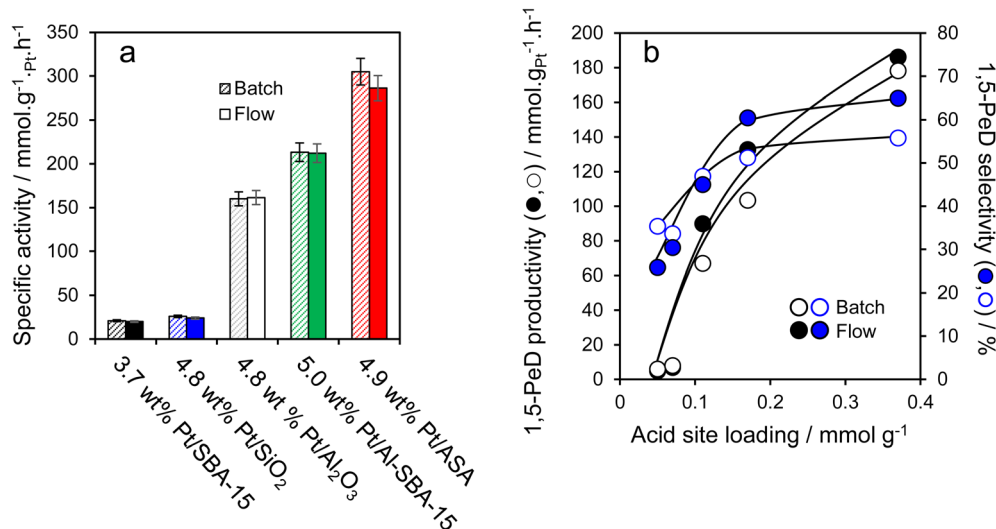 a
Specific activity / mmol.g⁻¹.Pt.h⁻¹
350
300
250
200
150
100
50
0
Batch
Flow
3.7 wt% Pt/SBA-15
4.8 wt% Pt/SiO₂
4.8 wt % Pt/Al₂O₃
5.0 wt% Pt/Al-SBA-15
4.9 wt% Pt/ASA
b
1,5-PeD productivity (●,○) / mmol.gPt⁻¹.h⁻¹
200
180
160
140
120
100
80
60
40
20
0
80
70
60
50
40
30
20
10
0
1,5-PeD selectivity (●,○) / %
Batch
Flow
0
0.1
0.2
0.3
0.4
Acid site loading / mmol g⁻¹